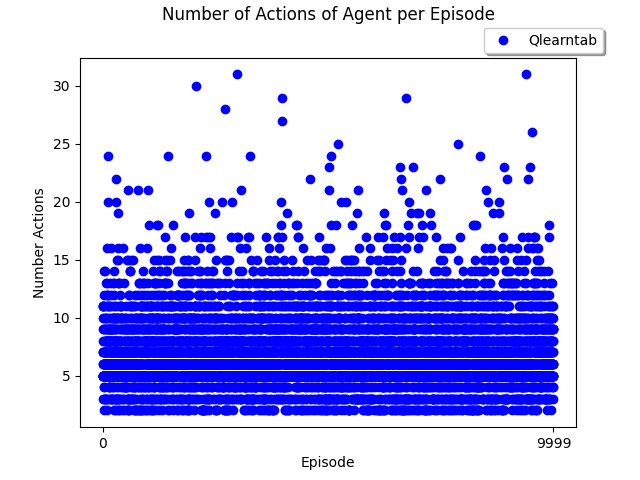 Number of Actions of Agent per Episode
Qlearntab
30
25
20
15
10
5
Number Actions
0 9999
Episode